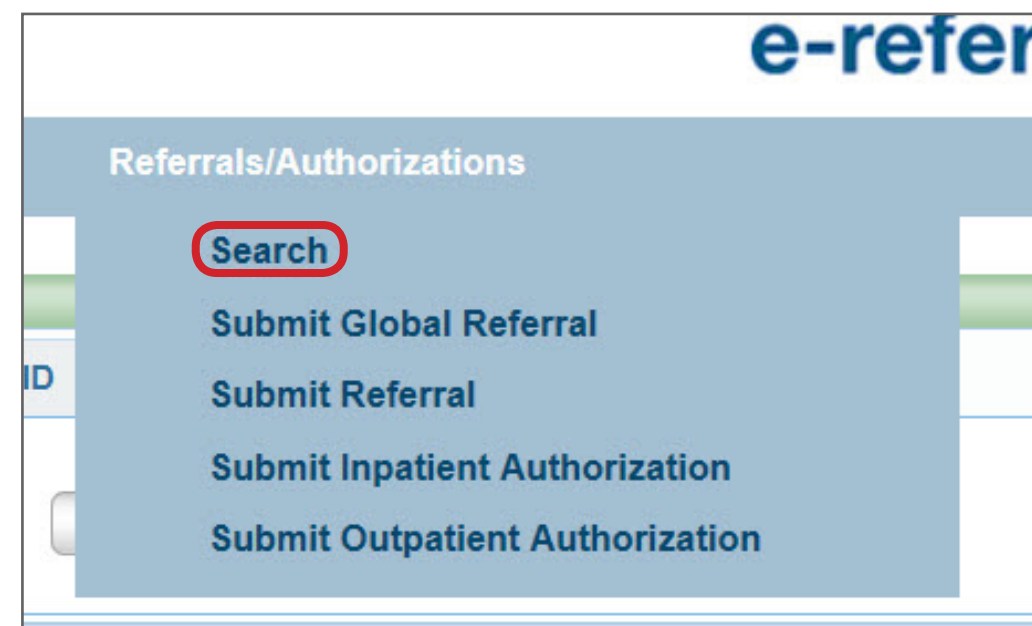 e-refer
Referrals/Authorizations
Search
Submit Global Referral
ID
Submit Referral
Submit Inpatient Authorization
Submit Outpatient Authorization